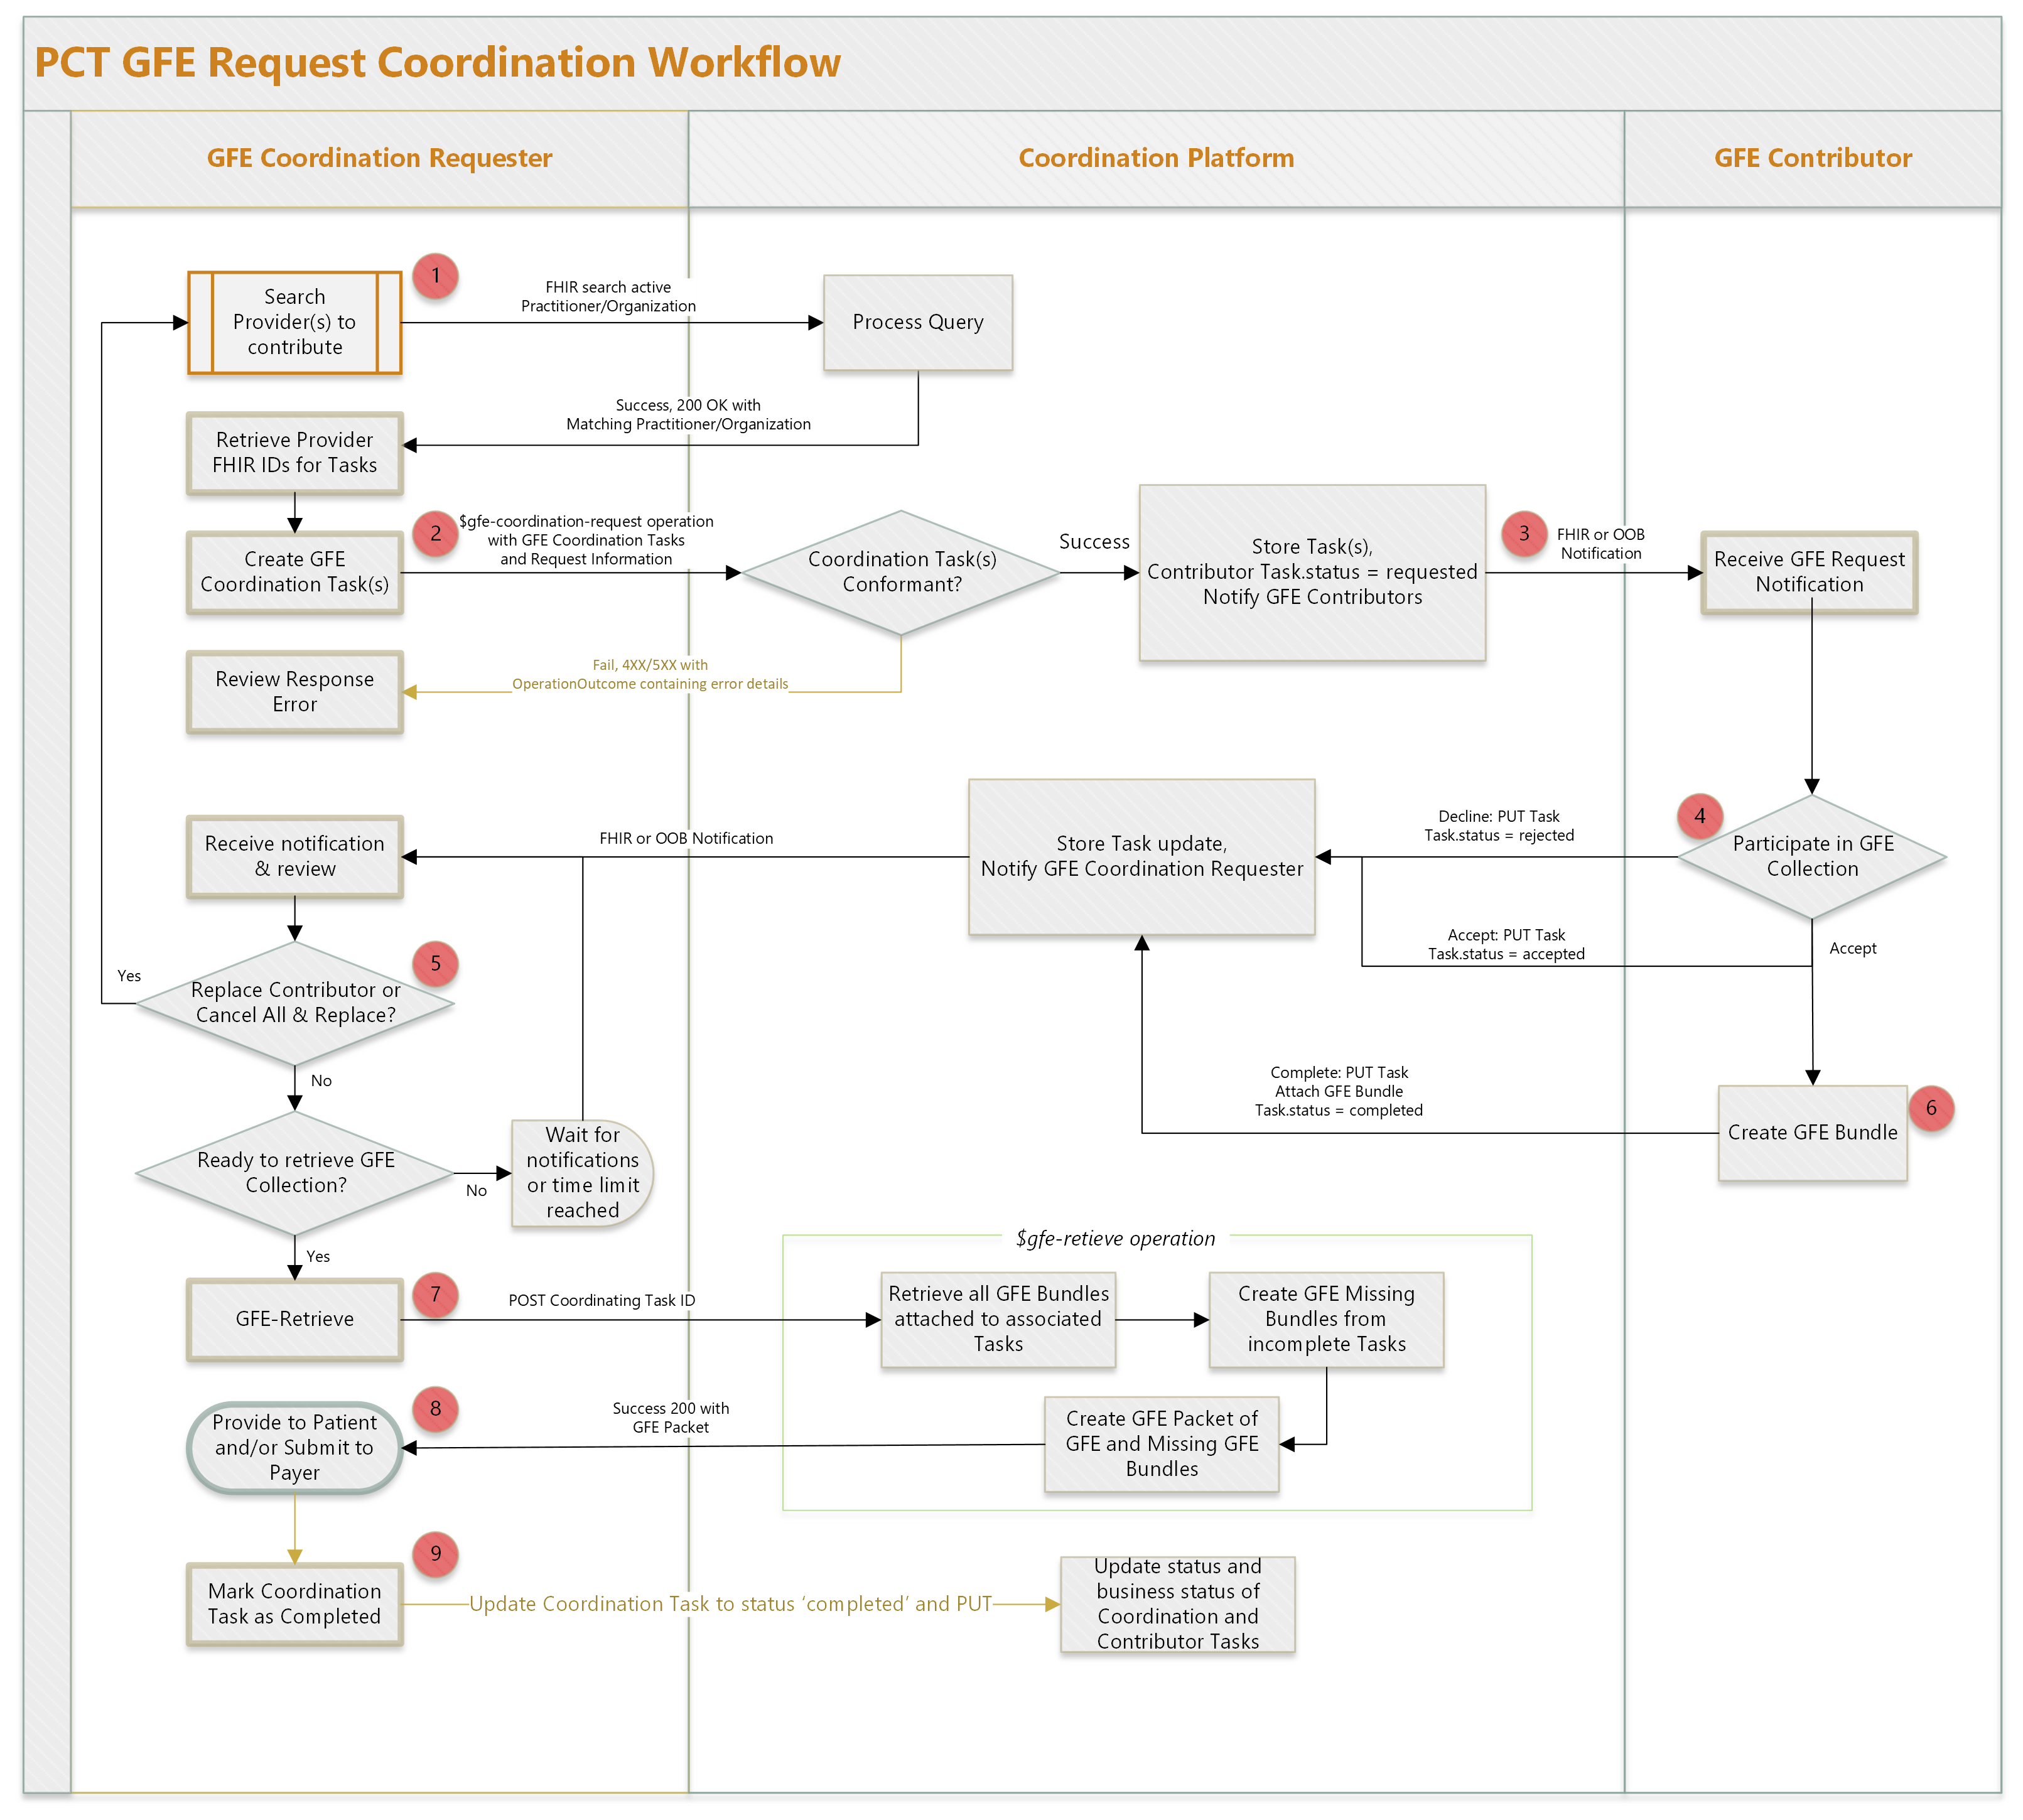 PCT GFE Request Coordination Workflow
GFE Coordination Requester
Coordination Platform
GFE Contributor
1
Search
Provider(s) to
contribute
FHIR search active
Practitioner/Organization
Process Query
Success, 200 OK with
Matching Practitioner/Organization
Retrieve Provider
FHIR IDs for Tasks
2
Create GFE
Coordination Task(s)
$gfe-coordination-request operation
with GFE Coordination Tasks
and Request Information
Coordination Task(s)
Conformant?
Success
Store Task(s),
Contributor Task.status = requested
Notify GFE Contributors
3
FHIR or OOB
Notification
Receive GFE Request
Notification
Fail, 4XX/5XX with
OperationOutcome containing error details
Review Response
Error
4
Participate in GFE
Collection
Decline: PUT Task
Task.status = rejected
Store Task update,
Notify GFE Coordination Requester
FHIR or OOB Notification
Receive notification
& review
Accept: PUT Task
Task.status = accepted
Accept
5
Replace Contributor or
Cancel All & Replace?
Yes
No
Complete: PUT Task
Attach GFE Bundle
Task.status = completed
6
Create GFE Bundle
Ready to retrieve GFE
Collection?
No
Wait for
notifications
or time limit
reached
Yes
$gfe-retieve operation
7
GFE-Retrieve
POST Coordinating Task ID
Retrieve all GFE Bundles
attached to associated
Tasks
Create GFE Missing
Bundles from
incomplete Tasks
Create GFE Packet of
GFE and Missing GFE
Bundles
Success 200 with
GFE Packet
8
Provide to Patient
and/or Submit to
Payer
9
Mark Coordination
Task as Completed
Update Coordination Task to status ‘completed’ and PUT
Update status and
business status of
Coordination and
Contributor Tasks